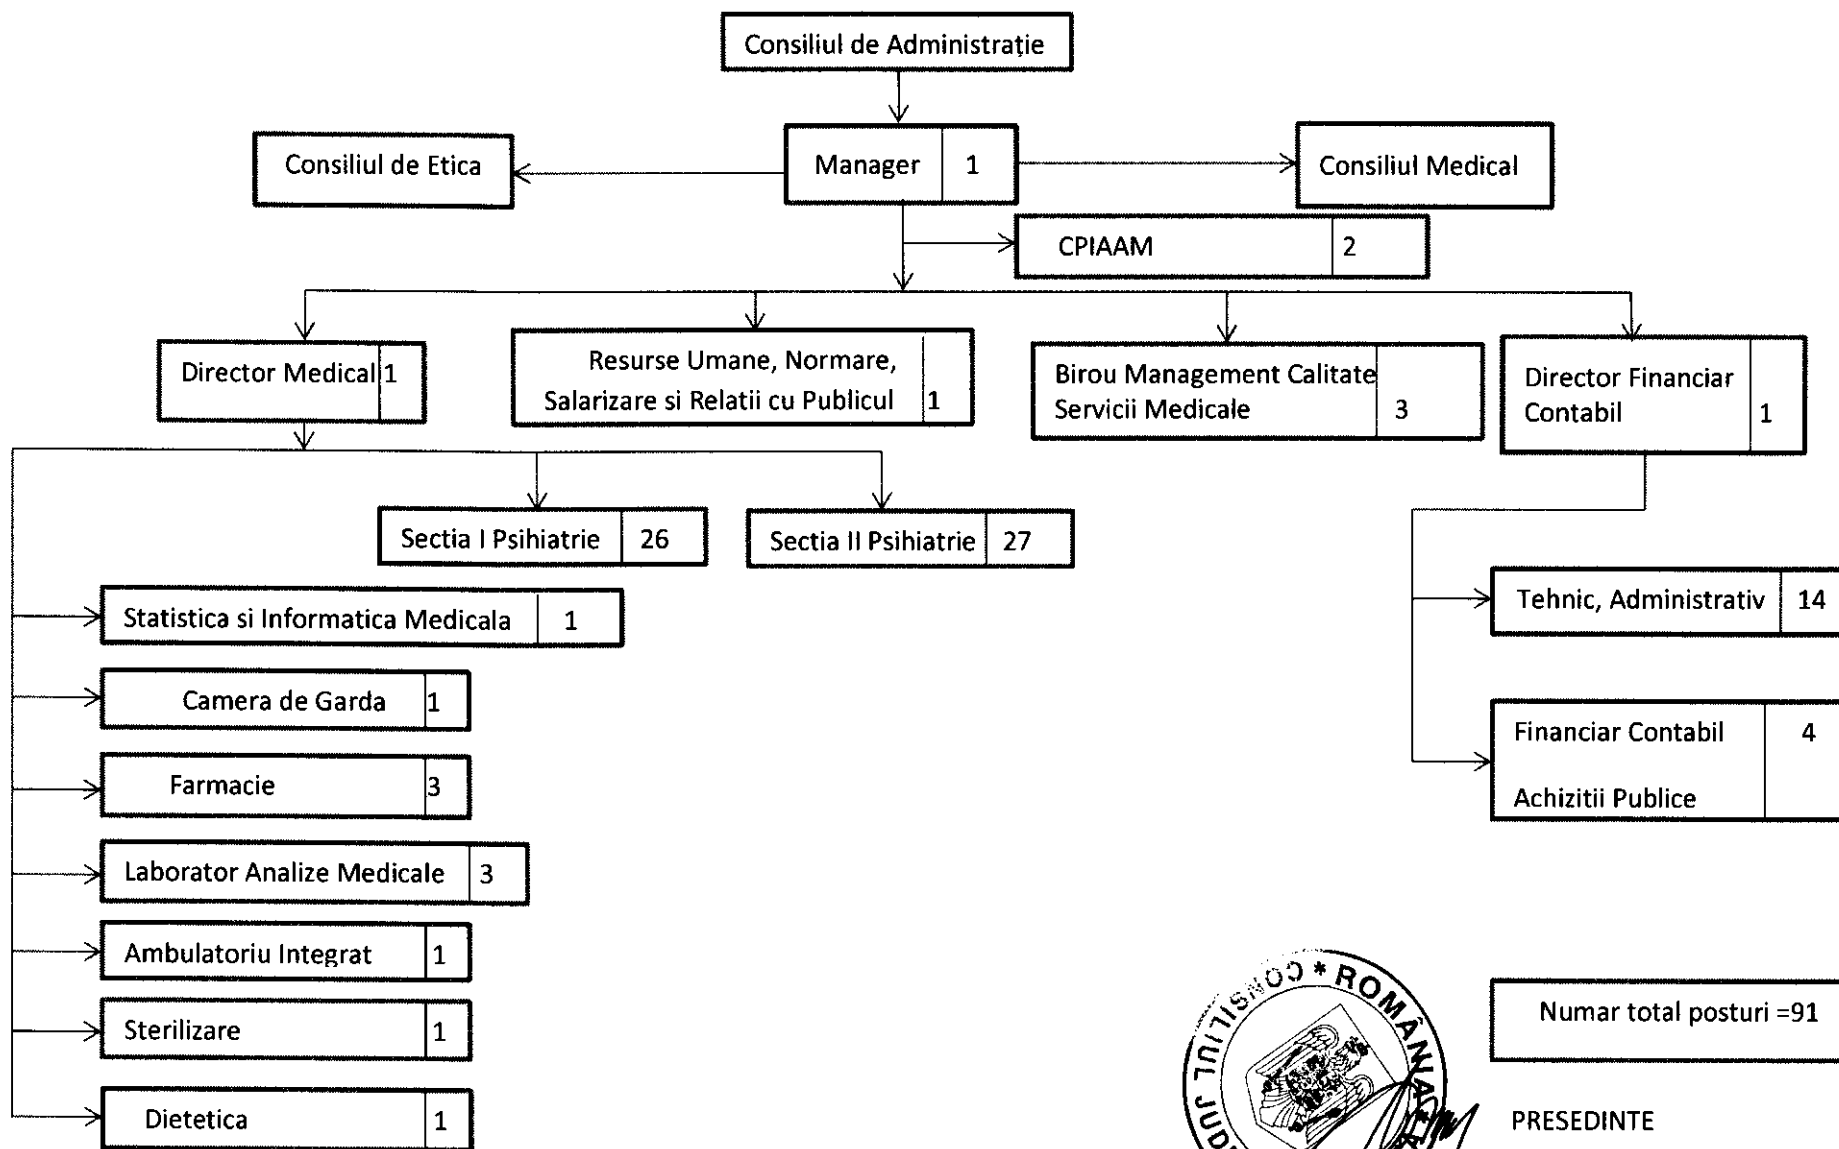 Consiliul de Administrație
Consiliul de Etica
Manager 1
Consiliul Medical
CPIAAM 2
Director Medical 1
Resurse Umane, Normare,
Salarizare si Relatii cu Publicul 1
Birou Management Calitate
Servicii Medicale 3
Director Financiar
Contabil 1
Sectia I Psihiatrie 26
Sectia II Psihiatrie 27
Statistica si Informatica Medicala 1
Camera de Garda 1
Farmacie 3
Laborator Analize Medicale 3
Ambulatoriu Integrat 1
Sterilizare 1
Dietetica 1
Tehnic, Administrativ 14
Financiar Contabil 4
Achizitii Publice
Numar total posturi =91
* ROMÂNIA *
CONSILIUL
PRESEDINTE